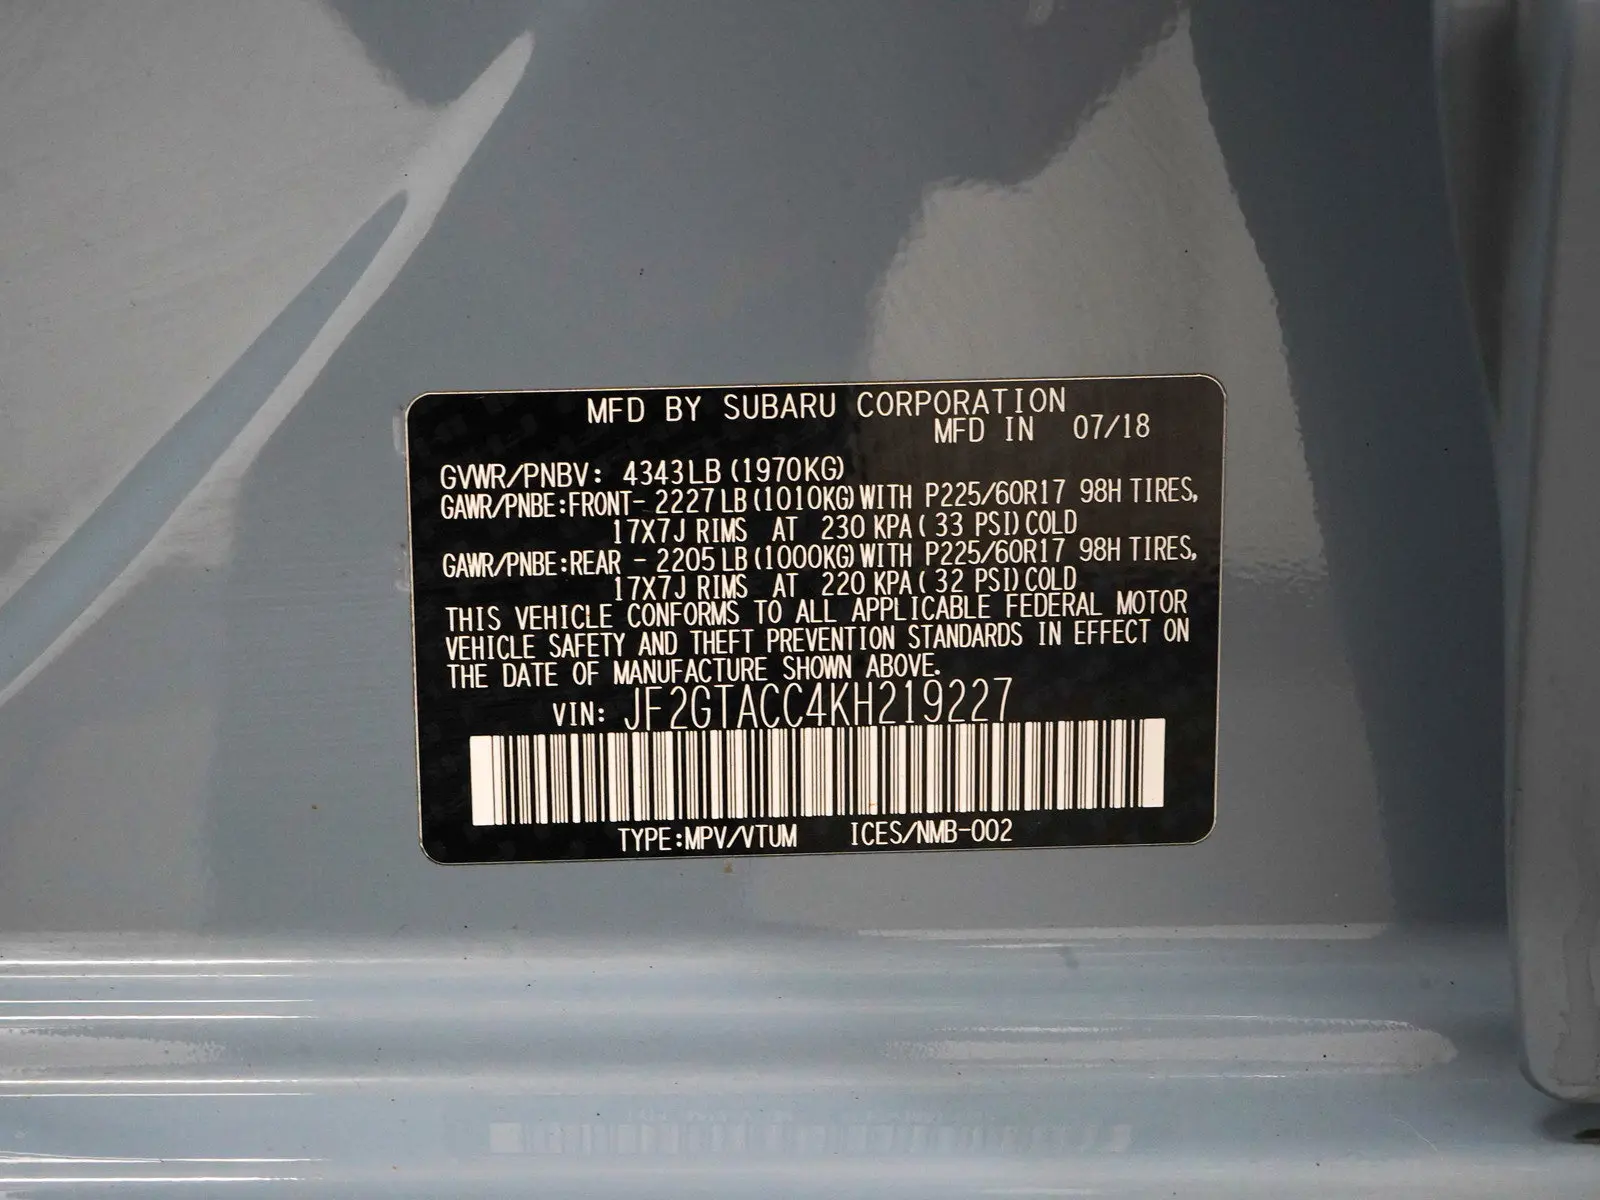 MFD BY SUBARU CORPORATION
MFD IN 07/18
GVWR/PNBV: 4343LB (1970KG)
GAWR/PNBE:FRONT- 2227LB (1010KG) WITH P225/60R17 98H TIRES,
17X7J RIMS AT 230 KPA ( 33 PSI) COLD
GAWR/PNBE:REAR - 2205LB (1000KG) WITH P225/60R17 98H TIRES,
17X7J RIMS AT 220 KPA ( 32 PSI) COLD
THIS VEHICLE CONFORMS TO ALL APPLICABLE FEDERAL MOTOR
VEHICLE SAFETY AND THEFT PREVENTION STANDARDS IN EFFECT ON
THE DATE OF MANUFACTURE SHOWN ABOVE.
VIN: JF2GTACC4KH219227
TYPE:MPV/VTUM ICES/NMB-002